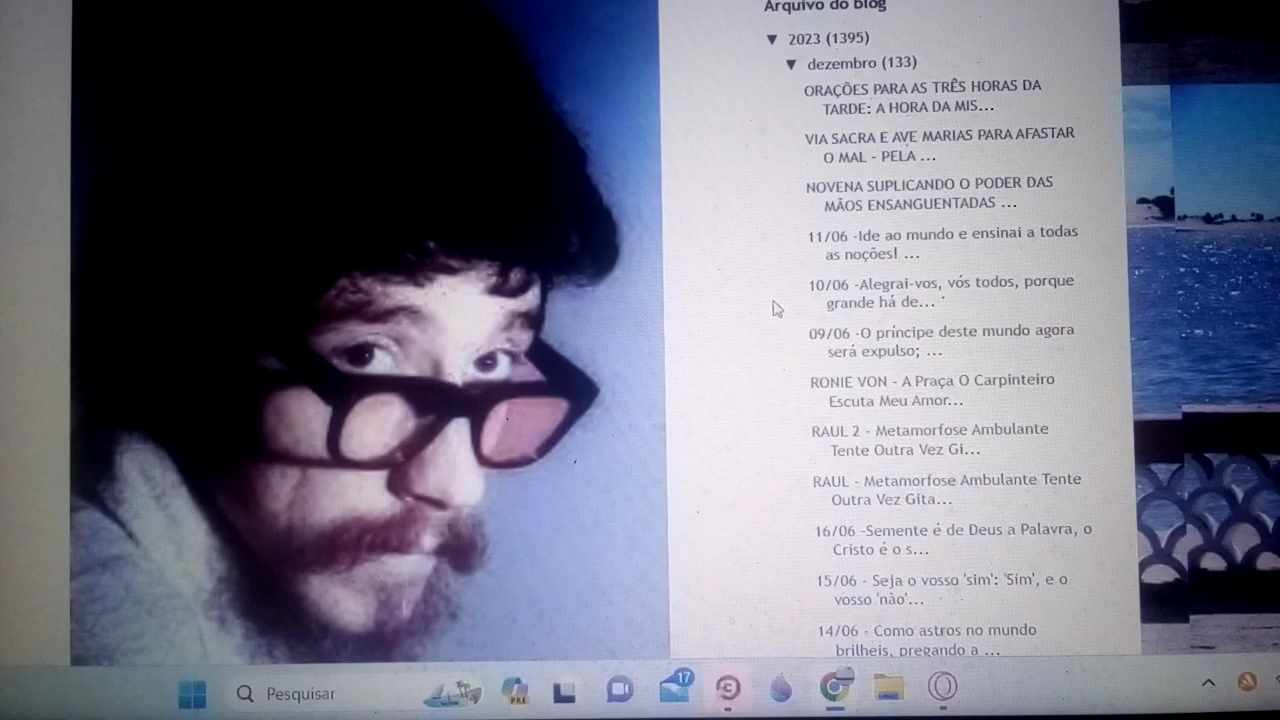 Arquivo do blog
▼ 2023 (1395)
▼ dezembro (133)
ORAÇÕES PARA AS TRÊS HORAS DA
TARDE: A HORA DA MIS...
VIA SACRA E AVE MARIAS PARA AFASTAR
O MAL - PELA ...
NOVENA SUPLICANDO O PODER DAS
MÃOS ENSANGUENTADAS ...
11/06 -Ide ao mundo e ensinai a todas
as noções! ...
10/06 -Alegrai-vos, vós todos, porque
grande há de...
09/06 -O príncipe deste mundo agora
será expulso; ...
RONIE VON - A Praça O Carpinteiro
Escuta Meu Amor...
RAUL 2 - Metamorfose Ambulante
Tente Outra Vez Gi...
RAUL - Metamorfose Ambulante Tente
Outra Vez Gita...
16/06 -Semente é de Deus a Palavra, o
Cristo é o s...
15/06 - Seja o vosso 'sim': 'Sim', e o
vosso 'nào'...
14/06 - Como astros no mundo
brilheis, pregando a ...
Pesquisar
PRE
17